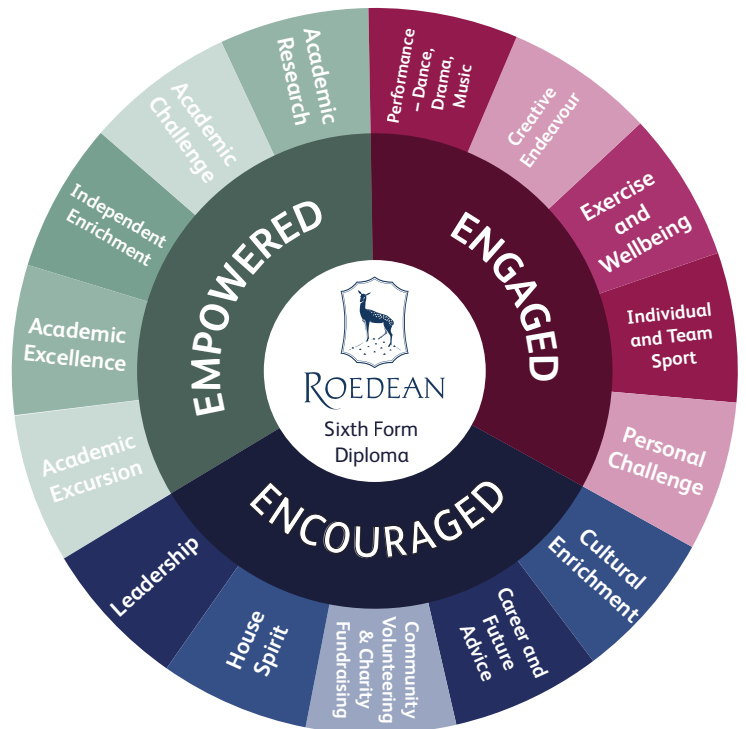 ROEDEAN
Sixth Form
Diploma
EMPOWERED
Academic
Excursion
Academic
Excellence
Independent
Enrichment
Academic
Challenge
Academic
Research
ENGAGED
Performance
– Dance,
Drama,
Music
Creative
Endeavour
Exercise
and
Wellbeing
Individual
and Team
Sport
Personal
Challenge
ENCOURAGED
Cultural
Enrichment
Career and
Future
Advice
Community
Volunteering
& Charity
Fundraising
House
Spirit
Leadership